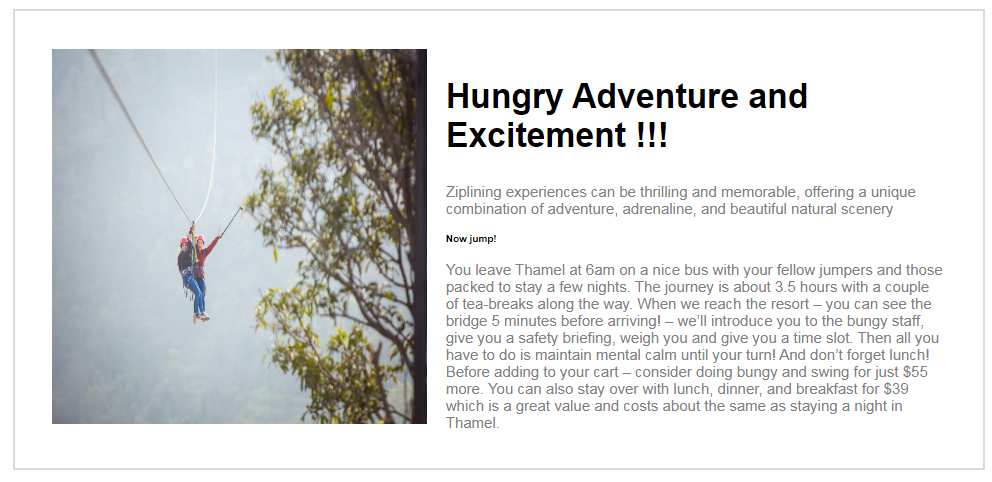 Hungry Adventure and
Excitement !!!
Ziplining experiences can be thrilling and memorable, offering a unique
combination of adventure, adrenaline, and beautiful natural scenery
Now jump!
You leave Thamel at 6am on a nice bus with your fellow jumpers and those
packed to stay a few nights. The journey is about 3.5 hours with a couple
of tea-breaks along the way. When we reach the resort – you can see the
bridge 5 minutes before arriving! – we’ll introduce you to the bungy staff,
give you a safety briefing, weigh you and give you a time slot. Then all you
have to do is maintain mental calm until your turn! And don’t forget lunch!
Before adding to your cart – consider doing bungy and swing for just $55
more. You can also stay over with lunch, dinner, and breakfast for $39
which is a great value and costs about the same as staying a night in
Thamel.